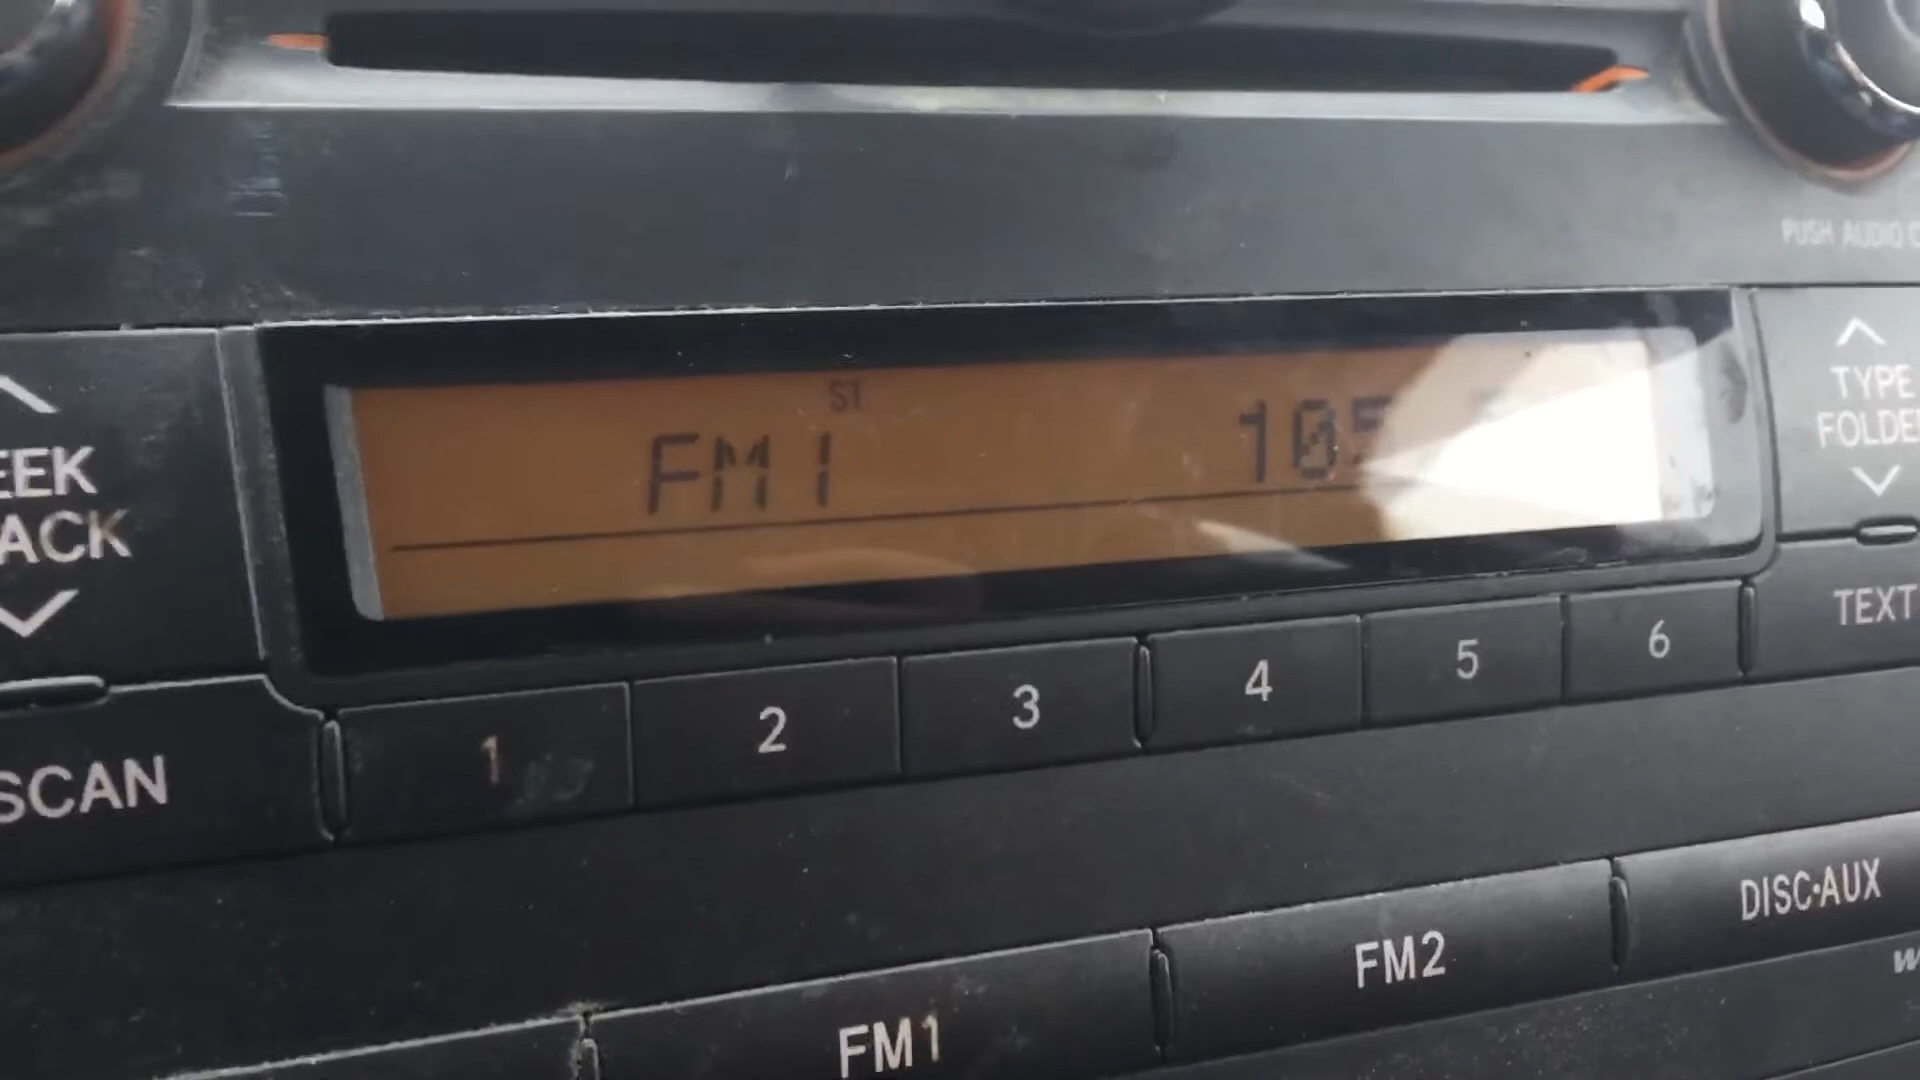 PUSH AUDIO
ST
FM1 105
TYPE
FOLDE
EEK
ACK
TEXT
1 2 3 4 5 6
SCAN
DISC·AUX
FM2
FM1